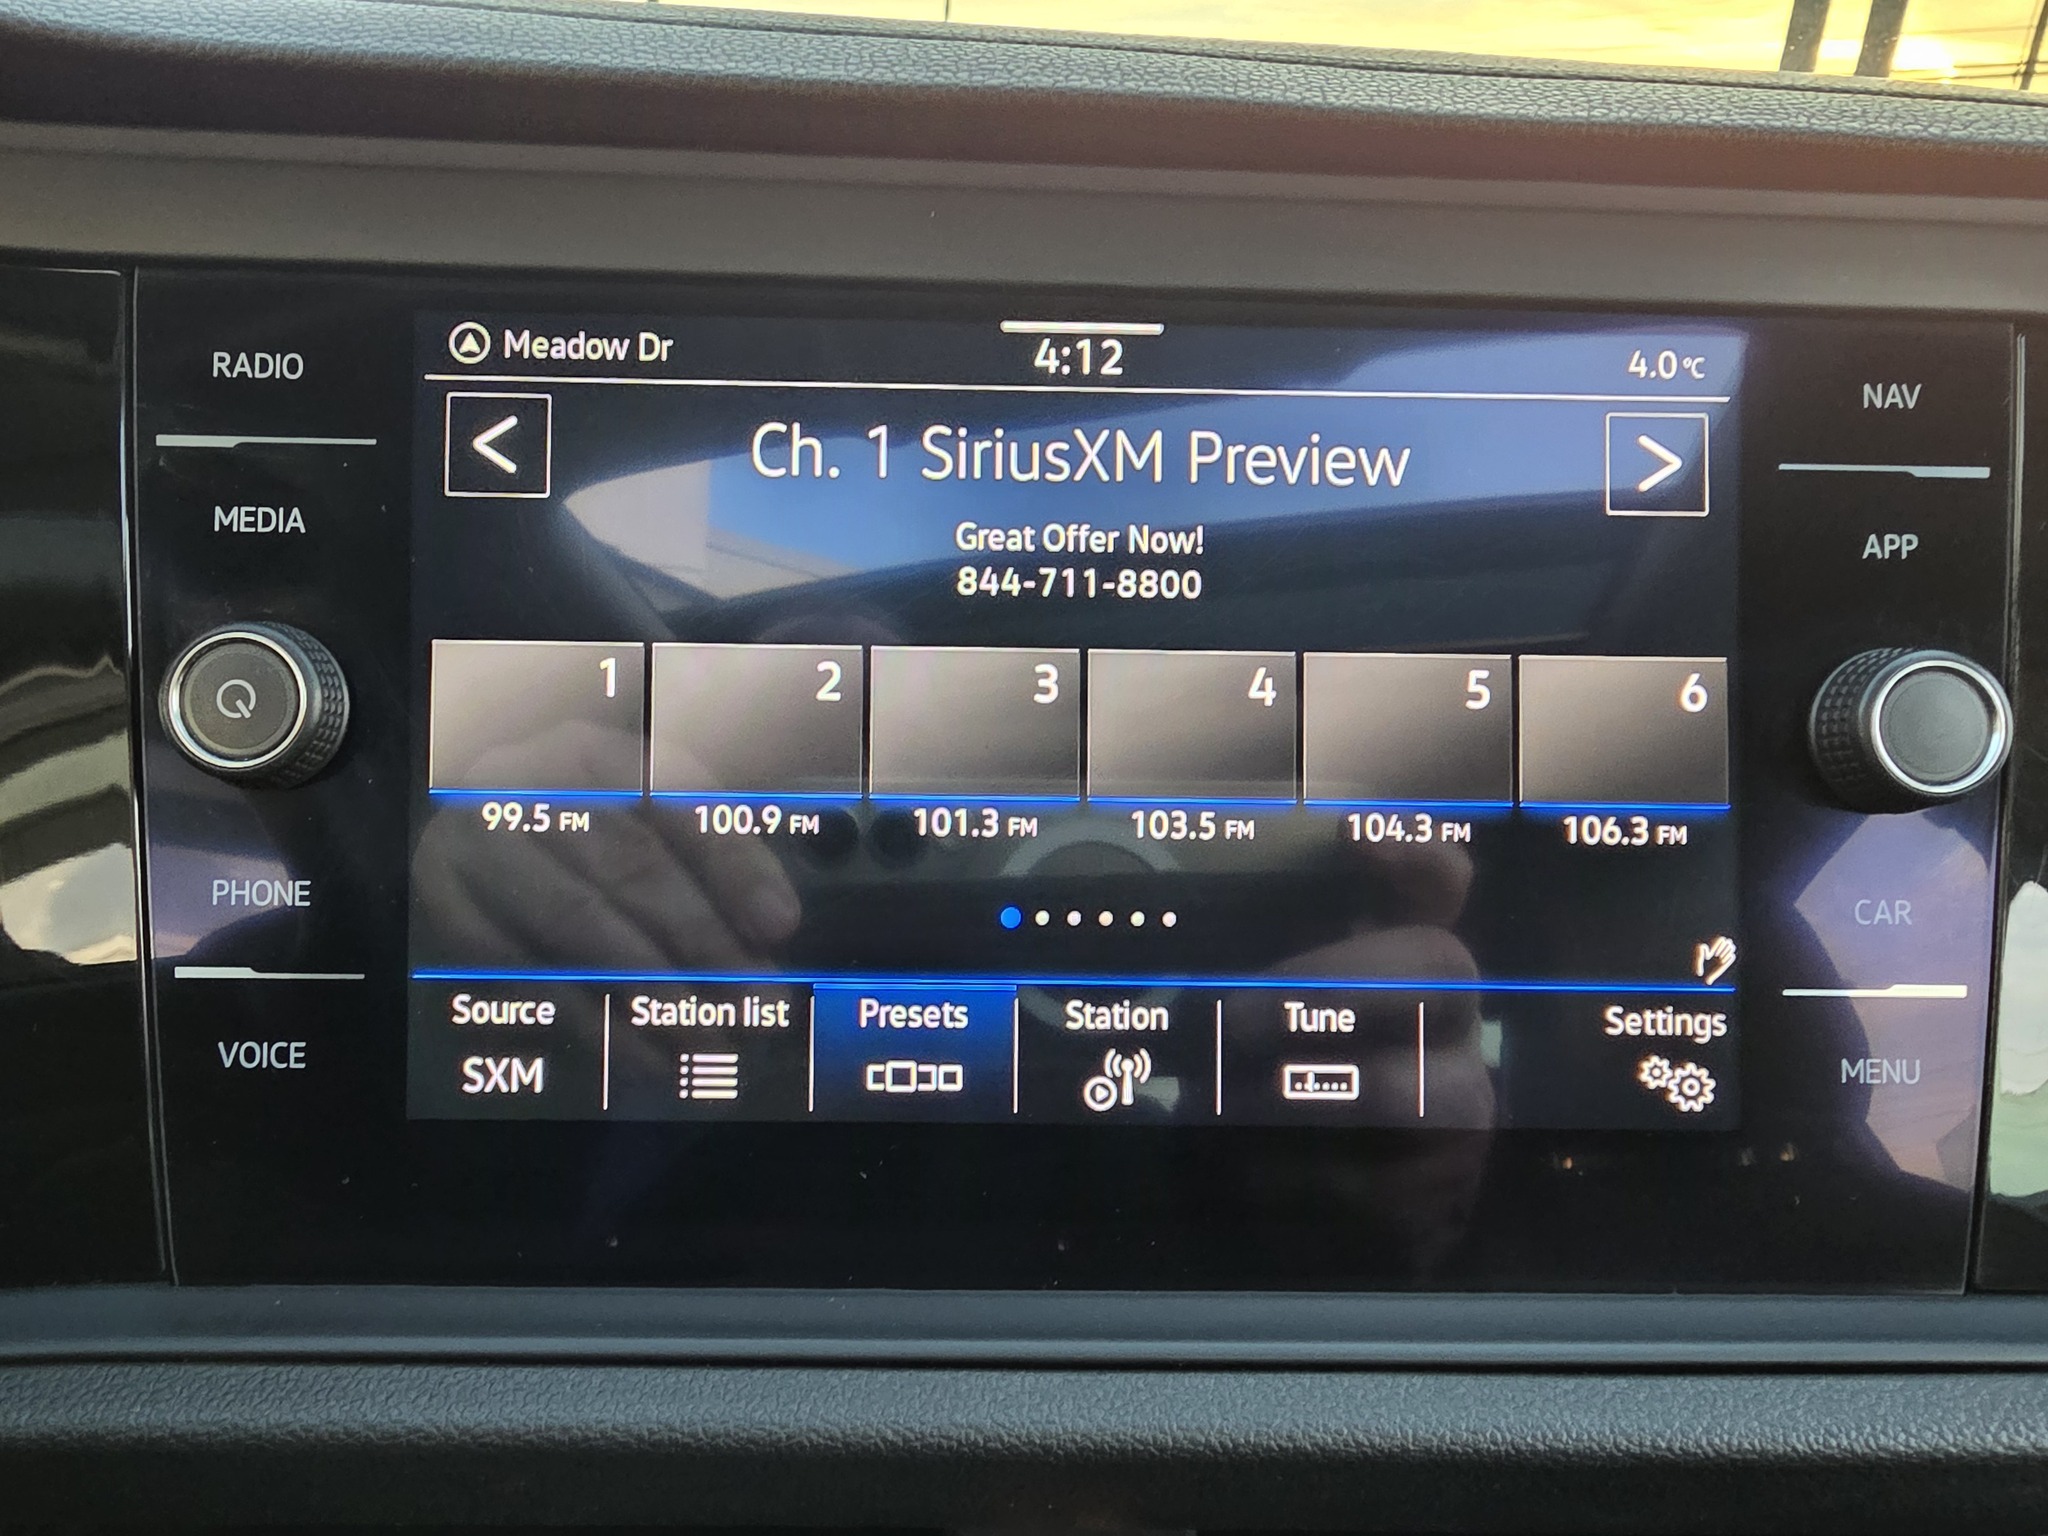 Meadow Dr
4:12
4.0°C
RADIO
MEDIA
PHONE
VOICE
< Ch. 1 SiriusXM Preview >
Great Offer Now!
844-711-8800
1 2 3 4 5 6
99.5 FM 100.9 FM 101.3 FM 103.5 FM 104.3 FM 106.3 FM
Source Station list Presets Station Tune Settings
SXM
NAV
APP
CAR
MENU